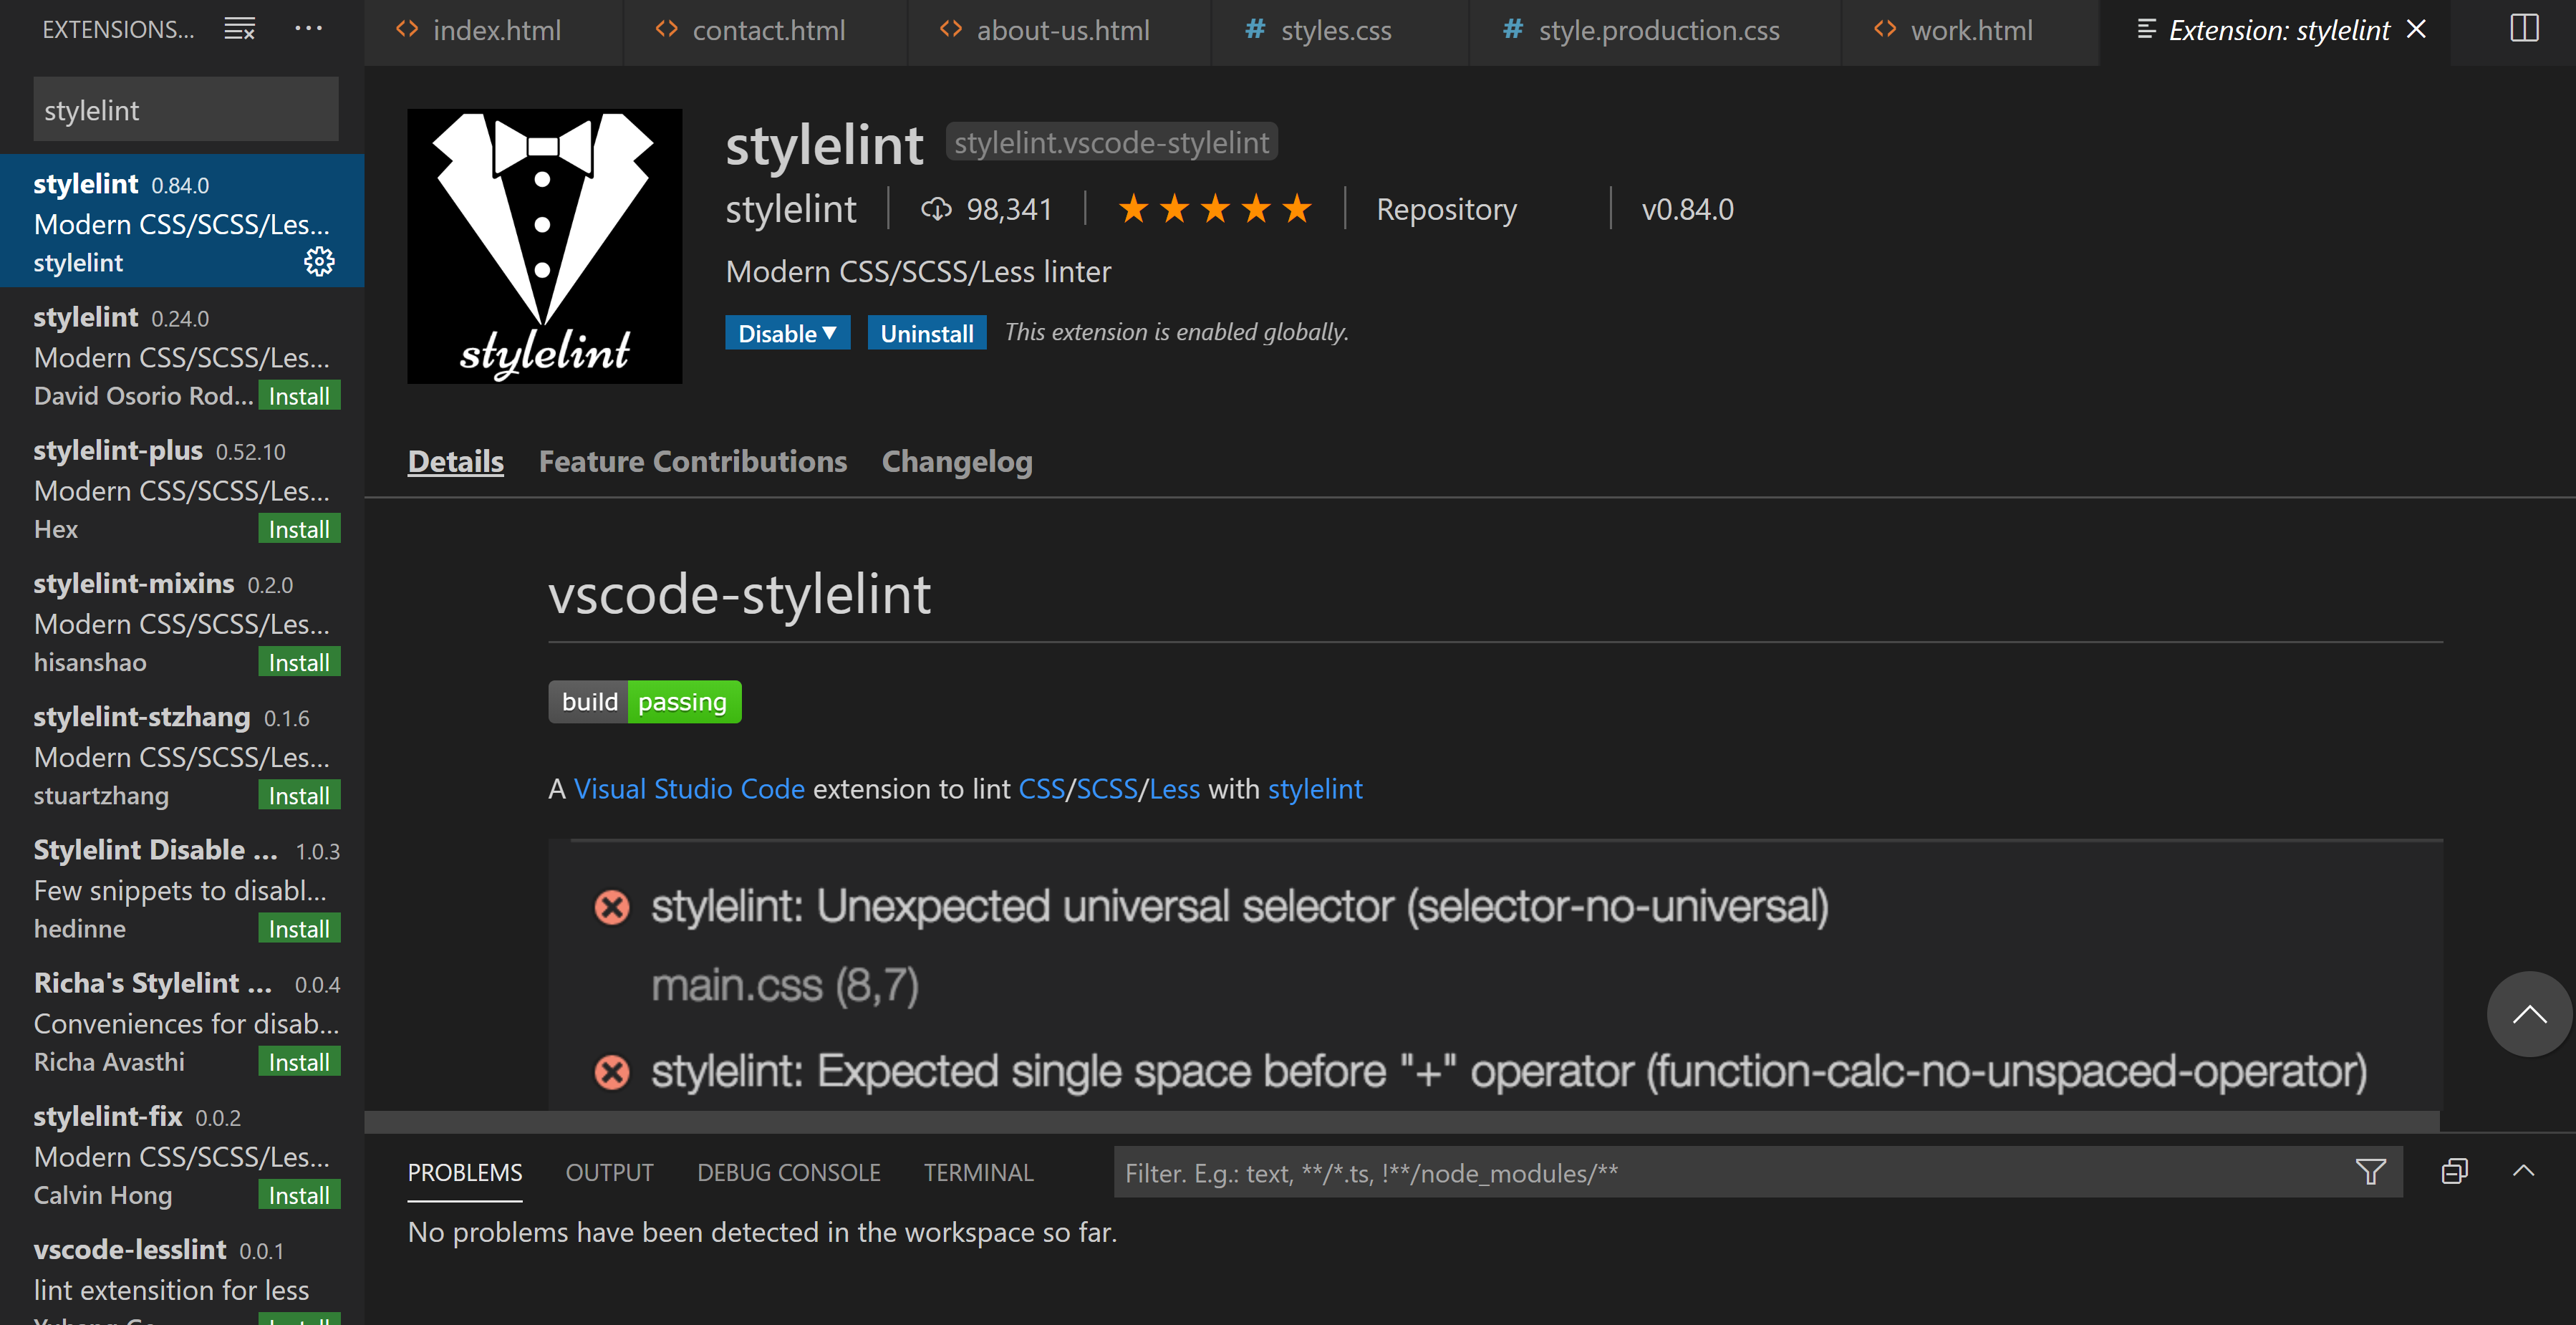 EXTENSIONS...
stylelint
stylelint 0.84.0
Modern CSS/SCSS/Les...
stylelint
stylelint 0.24.0
Modern CSS/SCSS/Les...
David Osorio Rod... Install
stylelint-plus 0.52.10
Modern CSS/SCSS/Les...
Hex Install
stylelint-mixins 0.2.0
Modern CSS/SCSS/Les...
hisanshao Install
stylelint-stzhang 0.1.6
Modern CSS/SCSS/Les...
stuartzhang Install
Stylelint Disable ... 1.0.3
Few snippets to disabl...
hedinne Install
Richa's Stylelint ... 0.0.4
Conveniences for disab...
Richa Avasthi Install
stylelint-fix 0.0.2
Modern CSS/SCSS/Les...
Calvin Hong Install
vscode-lesslint 0.0.1
lint extensition for less
index.html contact.html about-us.html # styles.css # style.production.css work.html Extension: stylelint
stylelint stylelint.vscode-stylelint
stylelint 98,341 Repository v0.84.0
Modern CSS/SCSS/Less linter
Disable Uninstall This extension is enabled globally.
stylelint
Details Feature Contributions Changelog
vscode-stylelint
build passing
A Visual Studio Code extension to lint CSS/SCSS/Less with stylelint
stylelint: Unexpected universal selector (selector-no-universal)
main.css (8,7)
stylelint: Expected single space before "+" operator (function-calc-no-unspaced-operator)
PROBLEMS OUTPUT DEBUG CONSOLE TERMINAL Filter. E.g.: text, **/*.ts, !**/node_modules/**
No problems have been detected in the workspace so far.